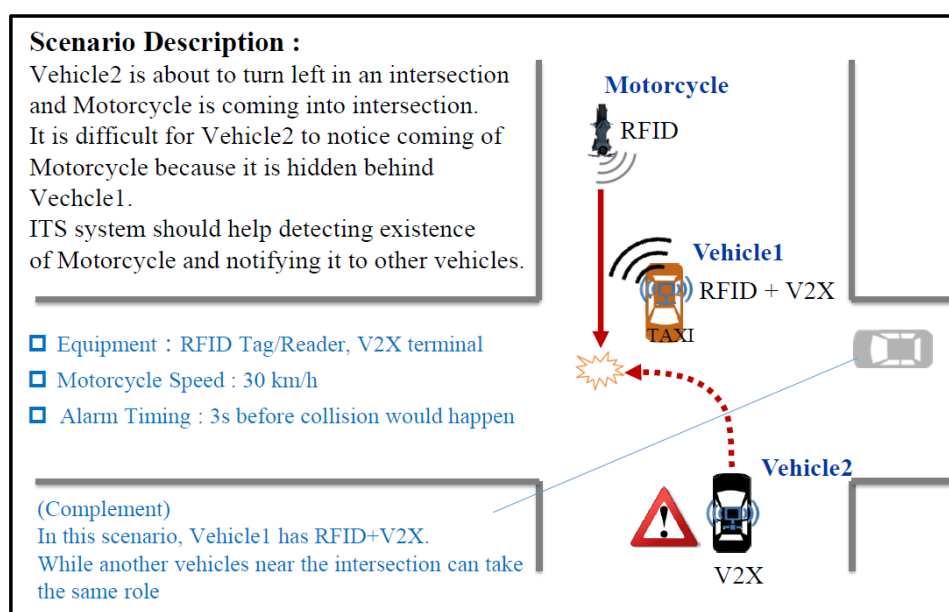 Scenario Description :
Vehicle2 is about to turn left in an intersection
and Motorcycle is coming into intersection.
It is difficult for Vehicle2 to notice coming of
Motorcycle because it is hidden behind
Vechcle1.
ITS system should help detecting existence
of Motorcycle and notifying it to other vehicles.
Equipment : RFID Tag/Reader, V2X terminal
Motorcycle Speed : 30 km/h
Alarm Timing : 3s before collision would happen
(Complement)
In this scenario, Vehicle1 has RFID+V2X.
While another vehicles near the intersection can take
the same role
Motorcycle
RFID
Vehicle1
RFID + V2X
TAXI
Vehicle2
V2X